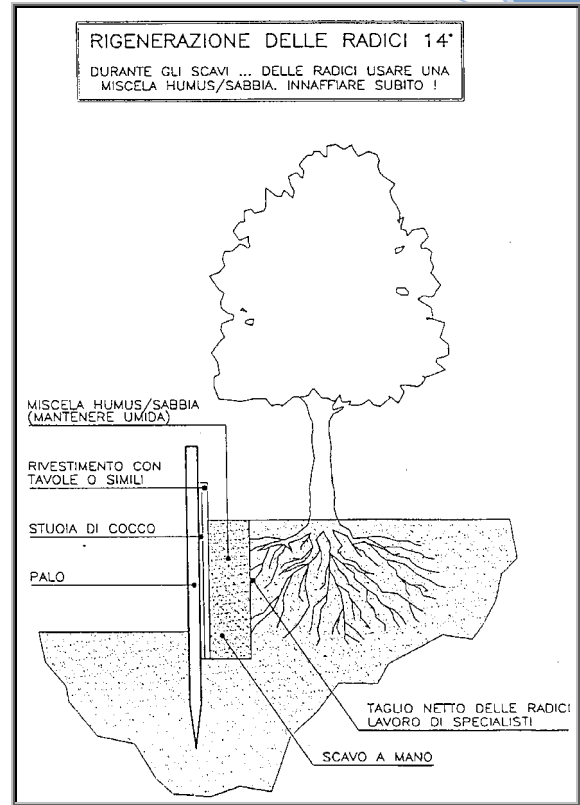 RIGENERAZIONE DELLE RADICI 14°
DURANTE GLI SCAVI ... DELLE RADICI USARE UNA
MISCELA HUMUS/SABBIA. INNAFFIARE SUBITO !
MISCELA HUMUS/SABBIA
(MANTENERE UMIDA)
RIVESTIMENTO CON
TAVOLE O SIMILI
STUOIA DI COCCO
PALO
TAGLIO NETTO DELLE RADICI
LAVORO DI SPECIALISTI
SCAVO A MANO